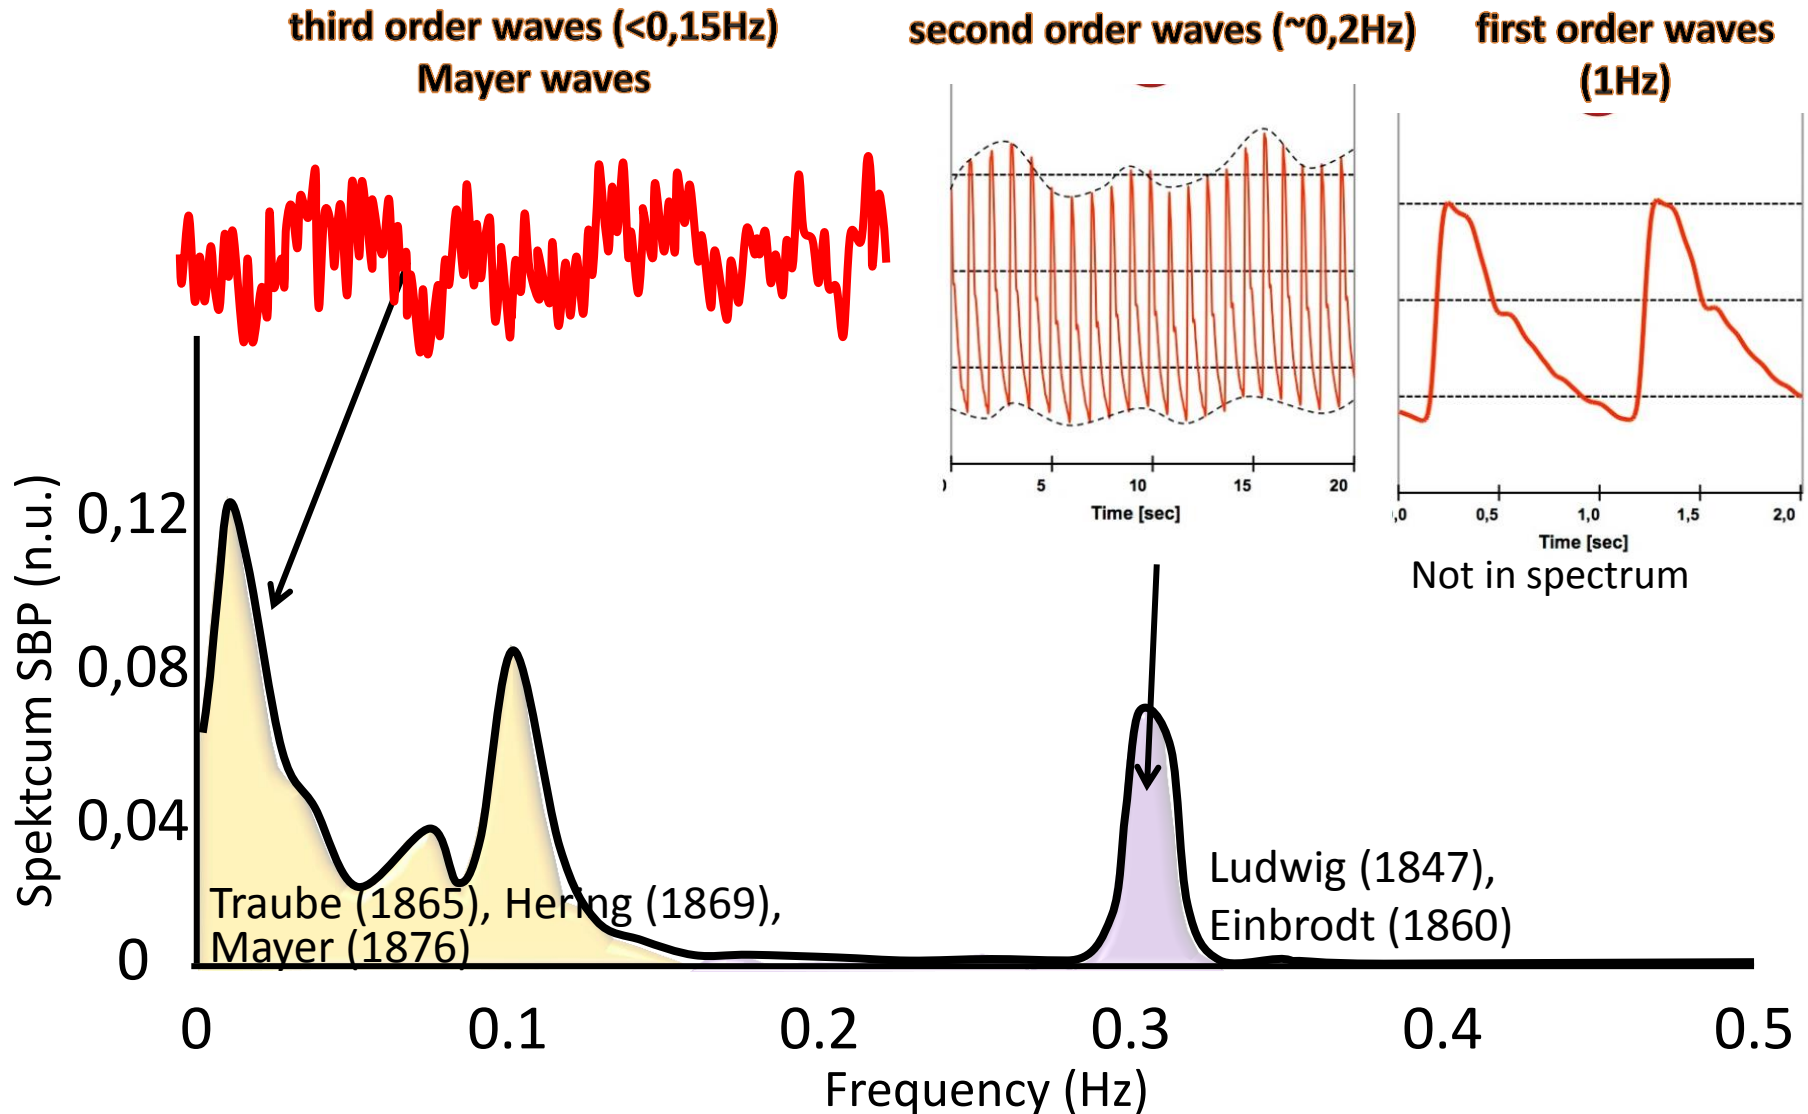 third order waves (<0,15Hz)
Mayer waves
second order waves (~0,2Hz)
first order waves
(1Hz)
5 10 15 20
Time [sec]
,0 0,5 1,0 1,5 2,0
Time [sec]
Not in spectrum
Spektcum SBP (n.u.)
0,12
0,08
0,04
0
Traube (1865), Hering (1869),
Mayer (1876)
Ludwig (1847),
Einbrodt (1860)
0 0.1 0.2 0.3 0.4 0.5
Frequency (Hz)